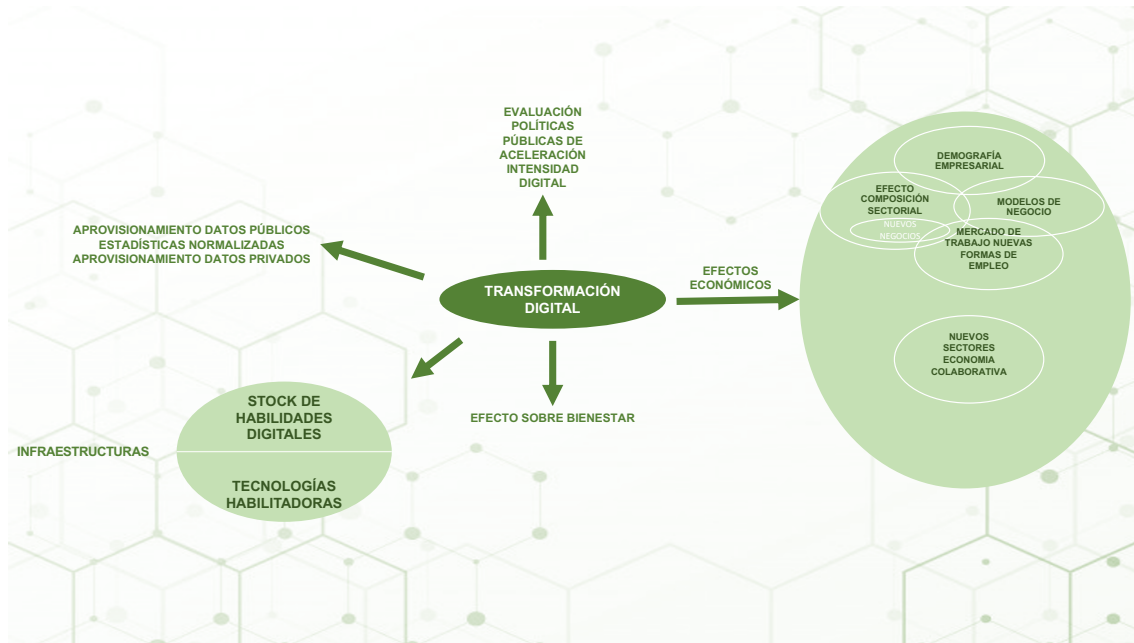 EVALUACIÓN
POLÍTICAS
PÚBLICAS DE
ACELERACIÓN
INTENSIDAD
DIGITAL
APROVISIONAMIENTO DATOS PÚBLICOS
ESTADÍSTICAS NORMALIZADAS
APROVISIONAMIENTO DATOS PRIVADOS
TRANSFORMACIÓN
DIGITAL
EFECTOS
ECONÓMICOS
DEMOGRAFÍA
EMPRESARIAL
EFECTO
COMPOSICIÓN
SECTORIAL
NUEVOS
NEGOCIOS
MODELOS DE
NEGOCIO
MERCADO DE
TRABAJO NUEVAS
FORMAS DE
EMPLEO
NUEVOS
SECTORES
ECONOMIA
COLABORATIVA
EFECTO SOBRE BIENESTAR
INFRAESTRUCTURAS
STOCK DE
HABILIDADES
DIGITALES
TECNOLOGÍAS
HABILITADORAS